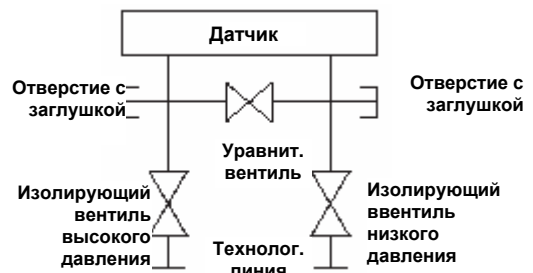 Датчик
Отверстие с
заглушкой
Отверстие с
заглушкой
Уравнит.
вентиль
Изолирующий
вентиль
высокого
давления
Изолирующий
ввентиль
низкого
давления
Технолог.
линия